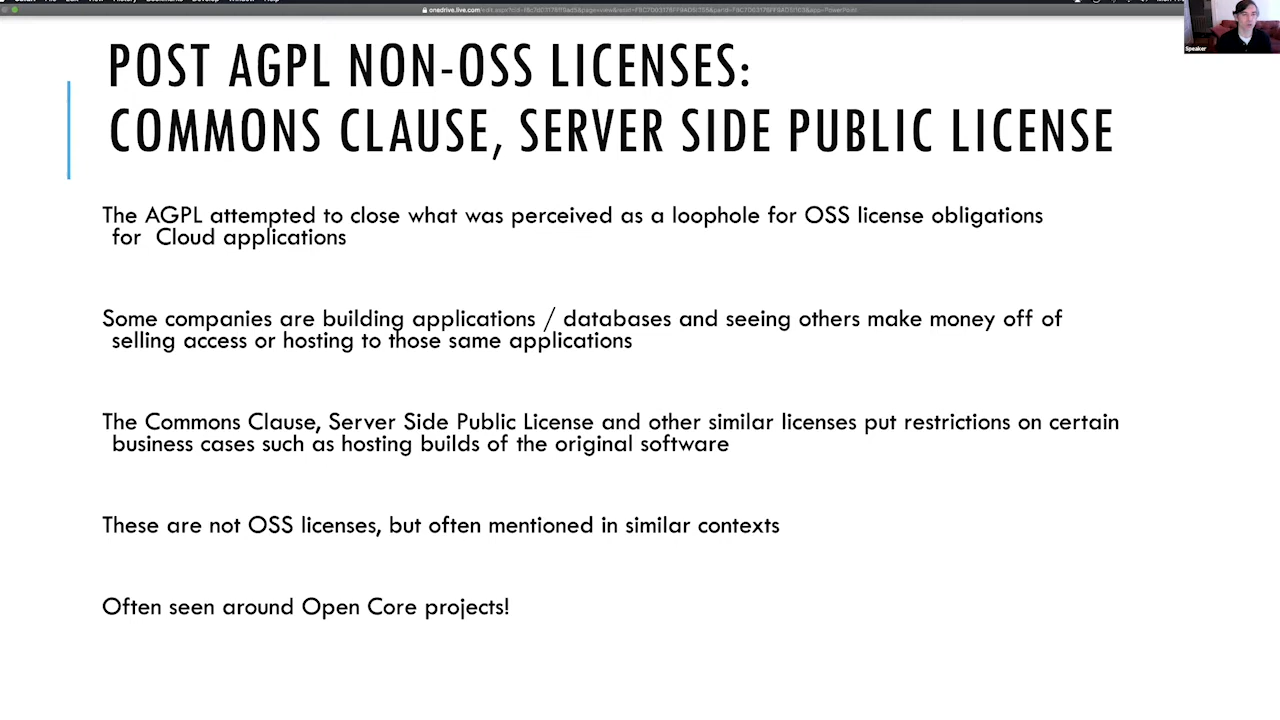 onedrive.live.com
Speaker
POST AGPL NON-OSS LICENSES:
COMMONS CLAUSE, SERVER SIDE PUBLIC LICENSE
The AGPL attempted to close what was perceived as a loophole for OSS license obligations
for Cloud applications
Some companies are building applications / databases and seeing others make money off of
selling access or hosting to those same applications
The Commons Clause, Server Side Public License and other similar licenses put restrictions on certain
business cases such as hosting builds of the original software
These are not OSS licenses, but often mentioned in similar contexts
Often seen around Open Core projects!